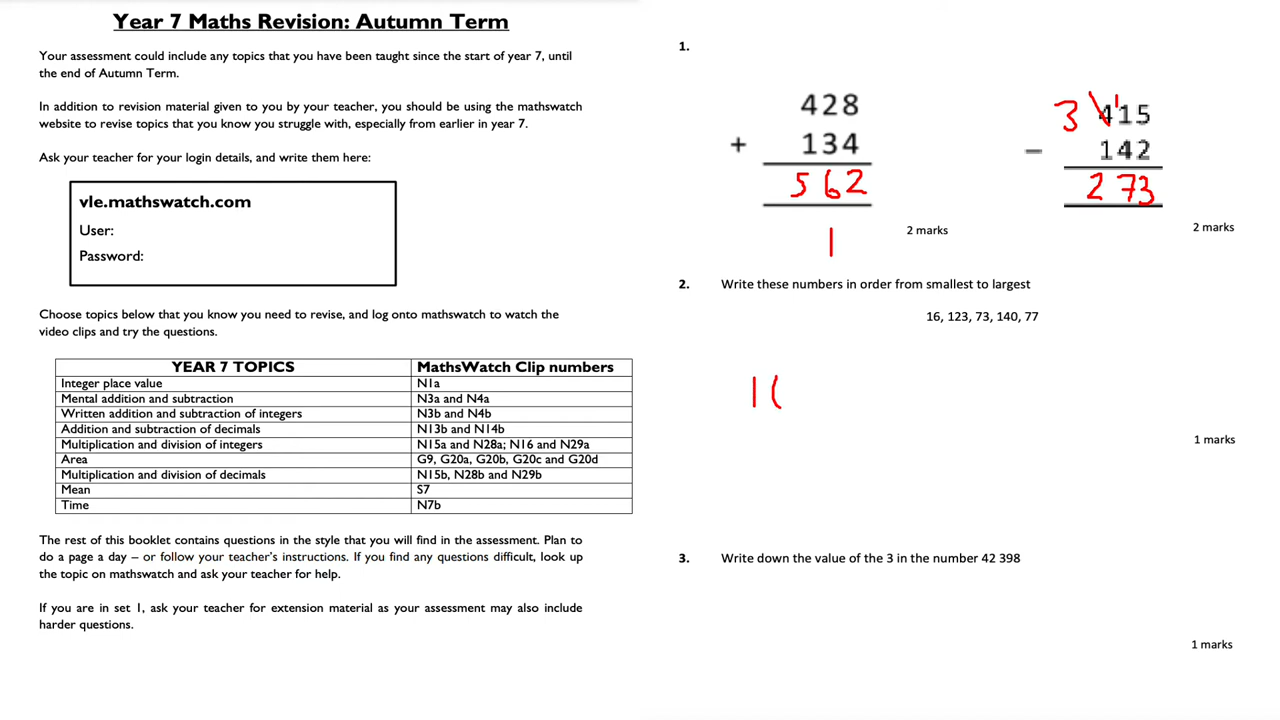 Year 7 Maths Revision: Autumn Term
Your assessment could include any topics that you have been taught since the start of year 7, until
the end of Autumn Term.
In addition to revision material given to you by your teacher, you should be using the mathswatch
website to revise topics that you know you struggle with, especially from earlier in year 7.
Ask your teacher for your login details, and write them here:
vle.mathswatch.com
User:
Password:
Choose topics below that you know you need to revise, and log onto mathswatch to watch the
video clips and try the questions.
YEAR 7 TOPICS MathsWatch Clip numbers
Integer place value N1a
Mental addition and subtraction N3a and N4a
Written addition and subtraction of integers N3b and N4b
Addition and subtraction of decimals N13b and N14b
Multiplication and division of integers N15a and N28a; N16 and N29a
Area G9, G20a, G20b, G20c and G20d
Multiplication and division of decimals N15b, N28b and N29b
Mean S7
Time N7b
The rest of this booklet contains questions in the style that you will find in the assessment. Plan to
do a page a day – or follow your teacher's instructions. If you find any questions difficult, look up
the topic on mathswatch and ask your teacher for help.
If you are in set 1, ask your teacher for extension material as your assessment may also include
harder questions.
1.
428
+ 134
562
1
2 marks
3 1
415
– 142
273
2 marks
2. Write these numbers in order from smallest to largest
16, 123, 73, 140, 77
1(
1 marks
3. Write down the value of the 3 in the number 42 398
1 marks